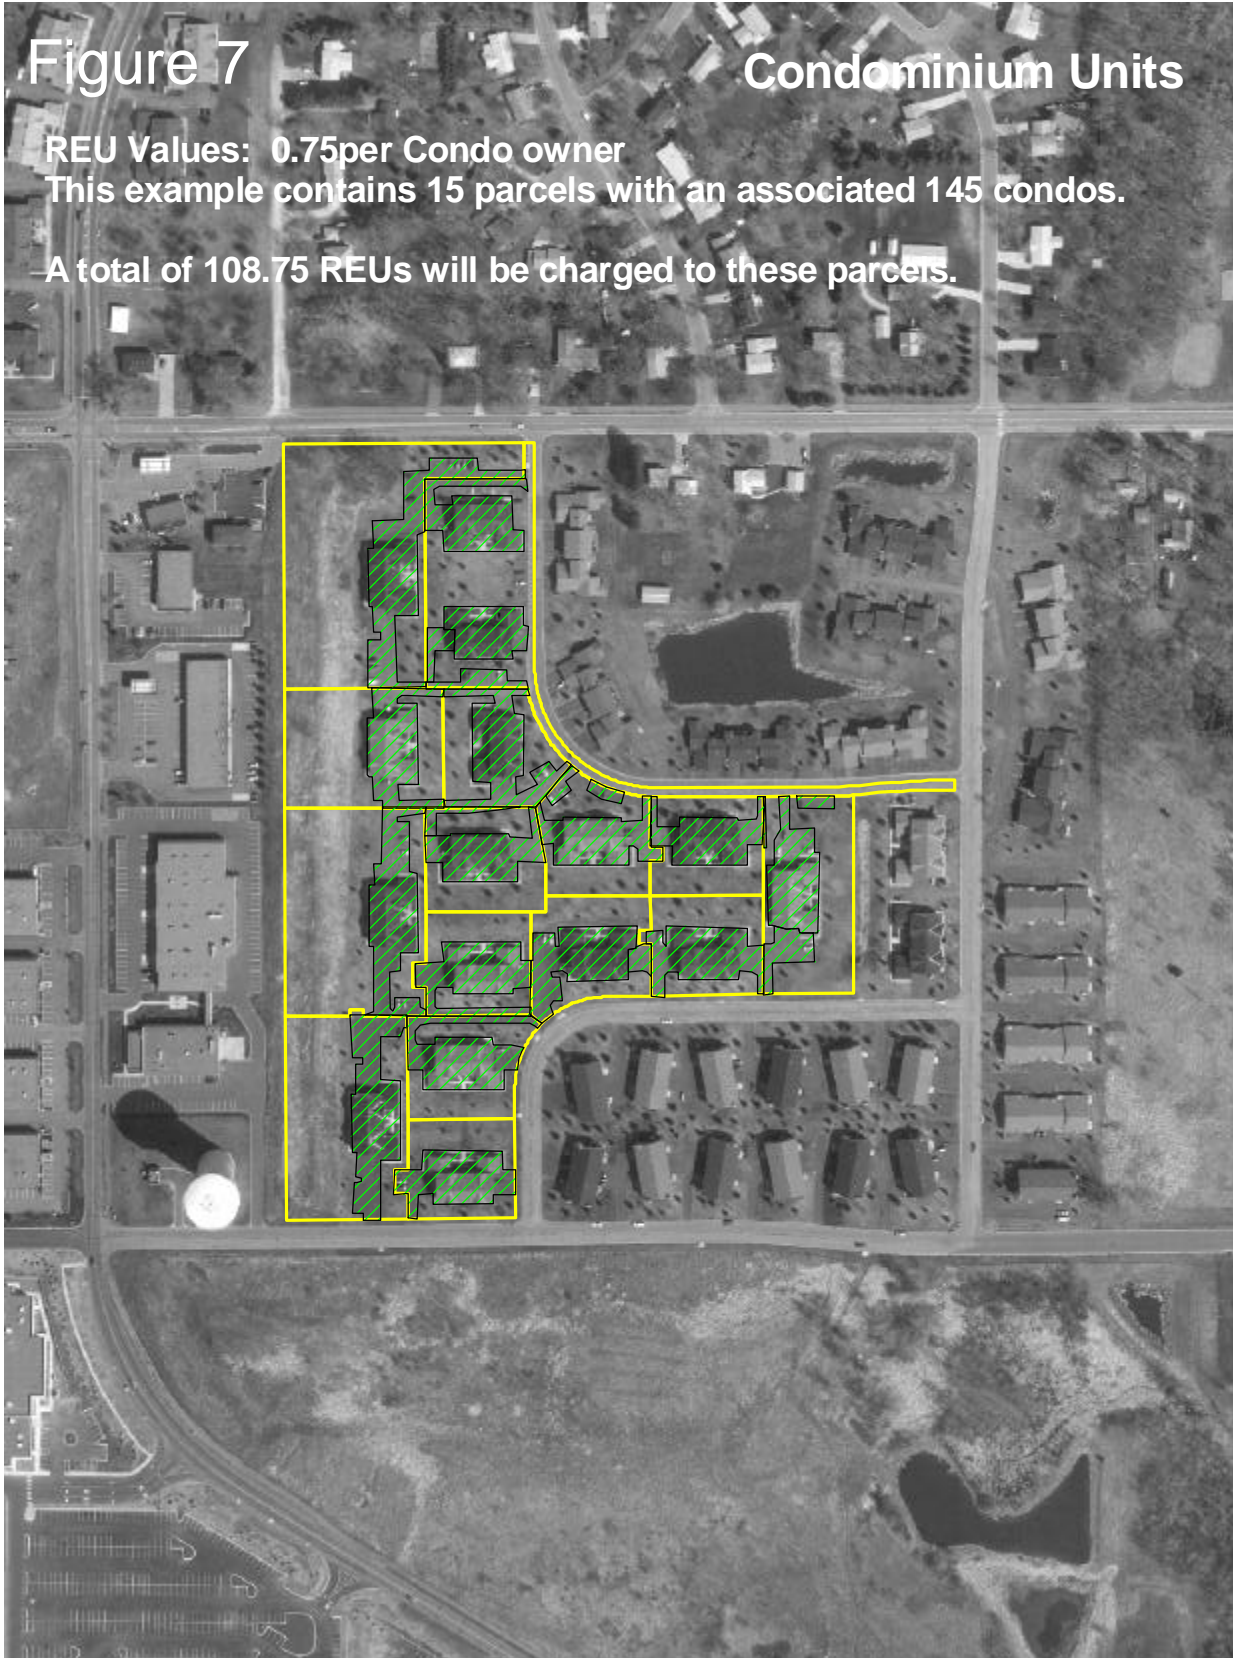 Figure 7
Condominium Units
REU Values: 0.75per Condo owner
This example contains 15 parcels with an associated 145 condos.
A total of 108.75 REUs will be charged to these parcels.